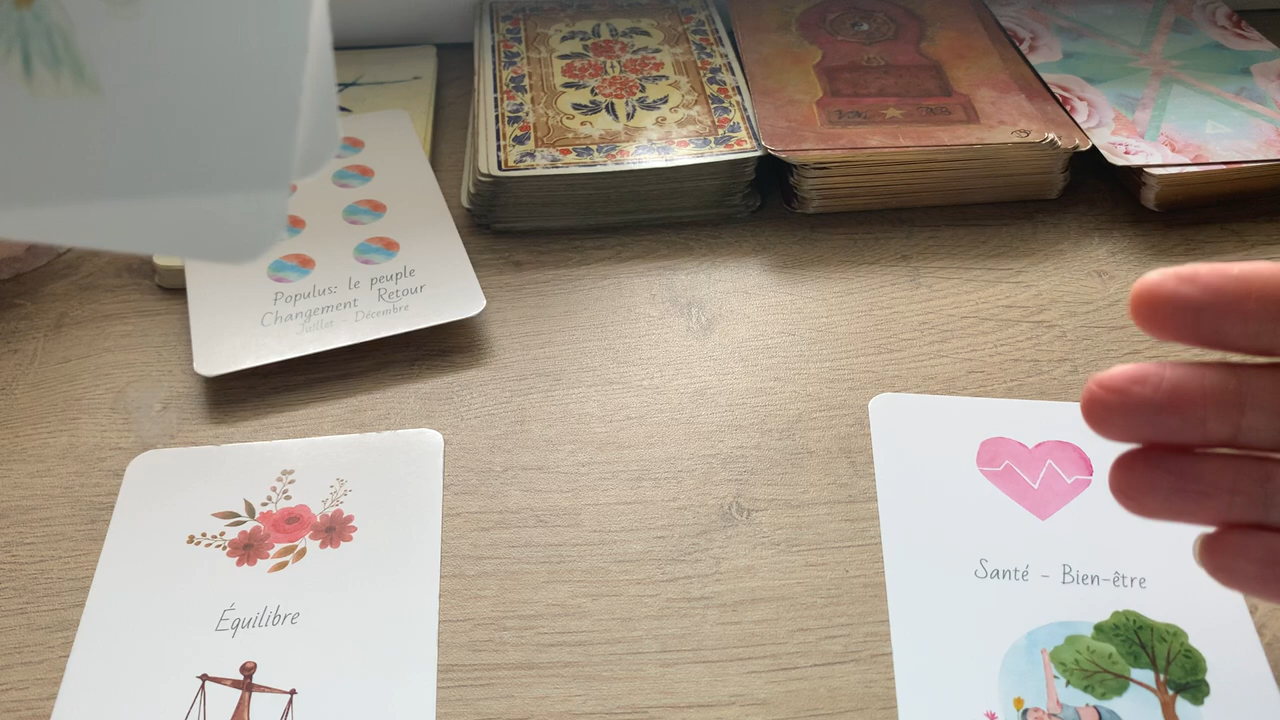 Populus: le peuple
Changement Retour
Juillet - Décembre
Équilibre
Santé - Bien-être